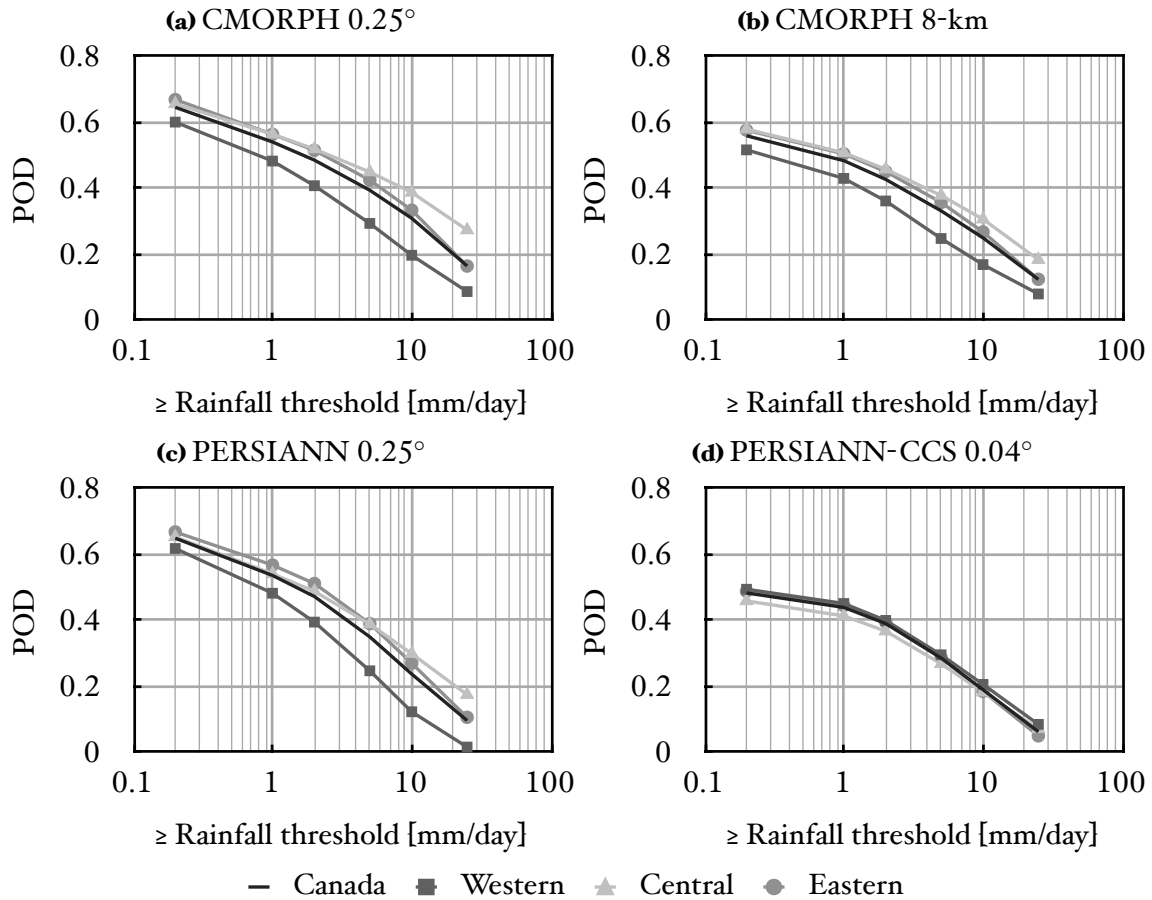 (a) CMORPH 0.25°
POD
0.8
0.6
0.4
0.2
0
0.1 1 10 100
≥ Rainfall threshold [mm/day]
(b) CMORPH 8-km
POD
0.8
0.6
0.4
0.2
0
0.1 1 10 100
≥ Rainfall threshold [mm/day]
(c) PERSIANN 0.25°
POD
0.8
0.6
0.4
0.2
0
0.1 1 10 100
≥ Rainfall threshold [mm/day]
(d) PERSIANN-CCS 0.04°
POD
0.8
0.6
0.4
0.2
0
0.1 1 10 100
≥ Rainfall threshold [mm/day]
Canada Western Central Eastern